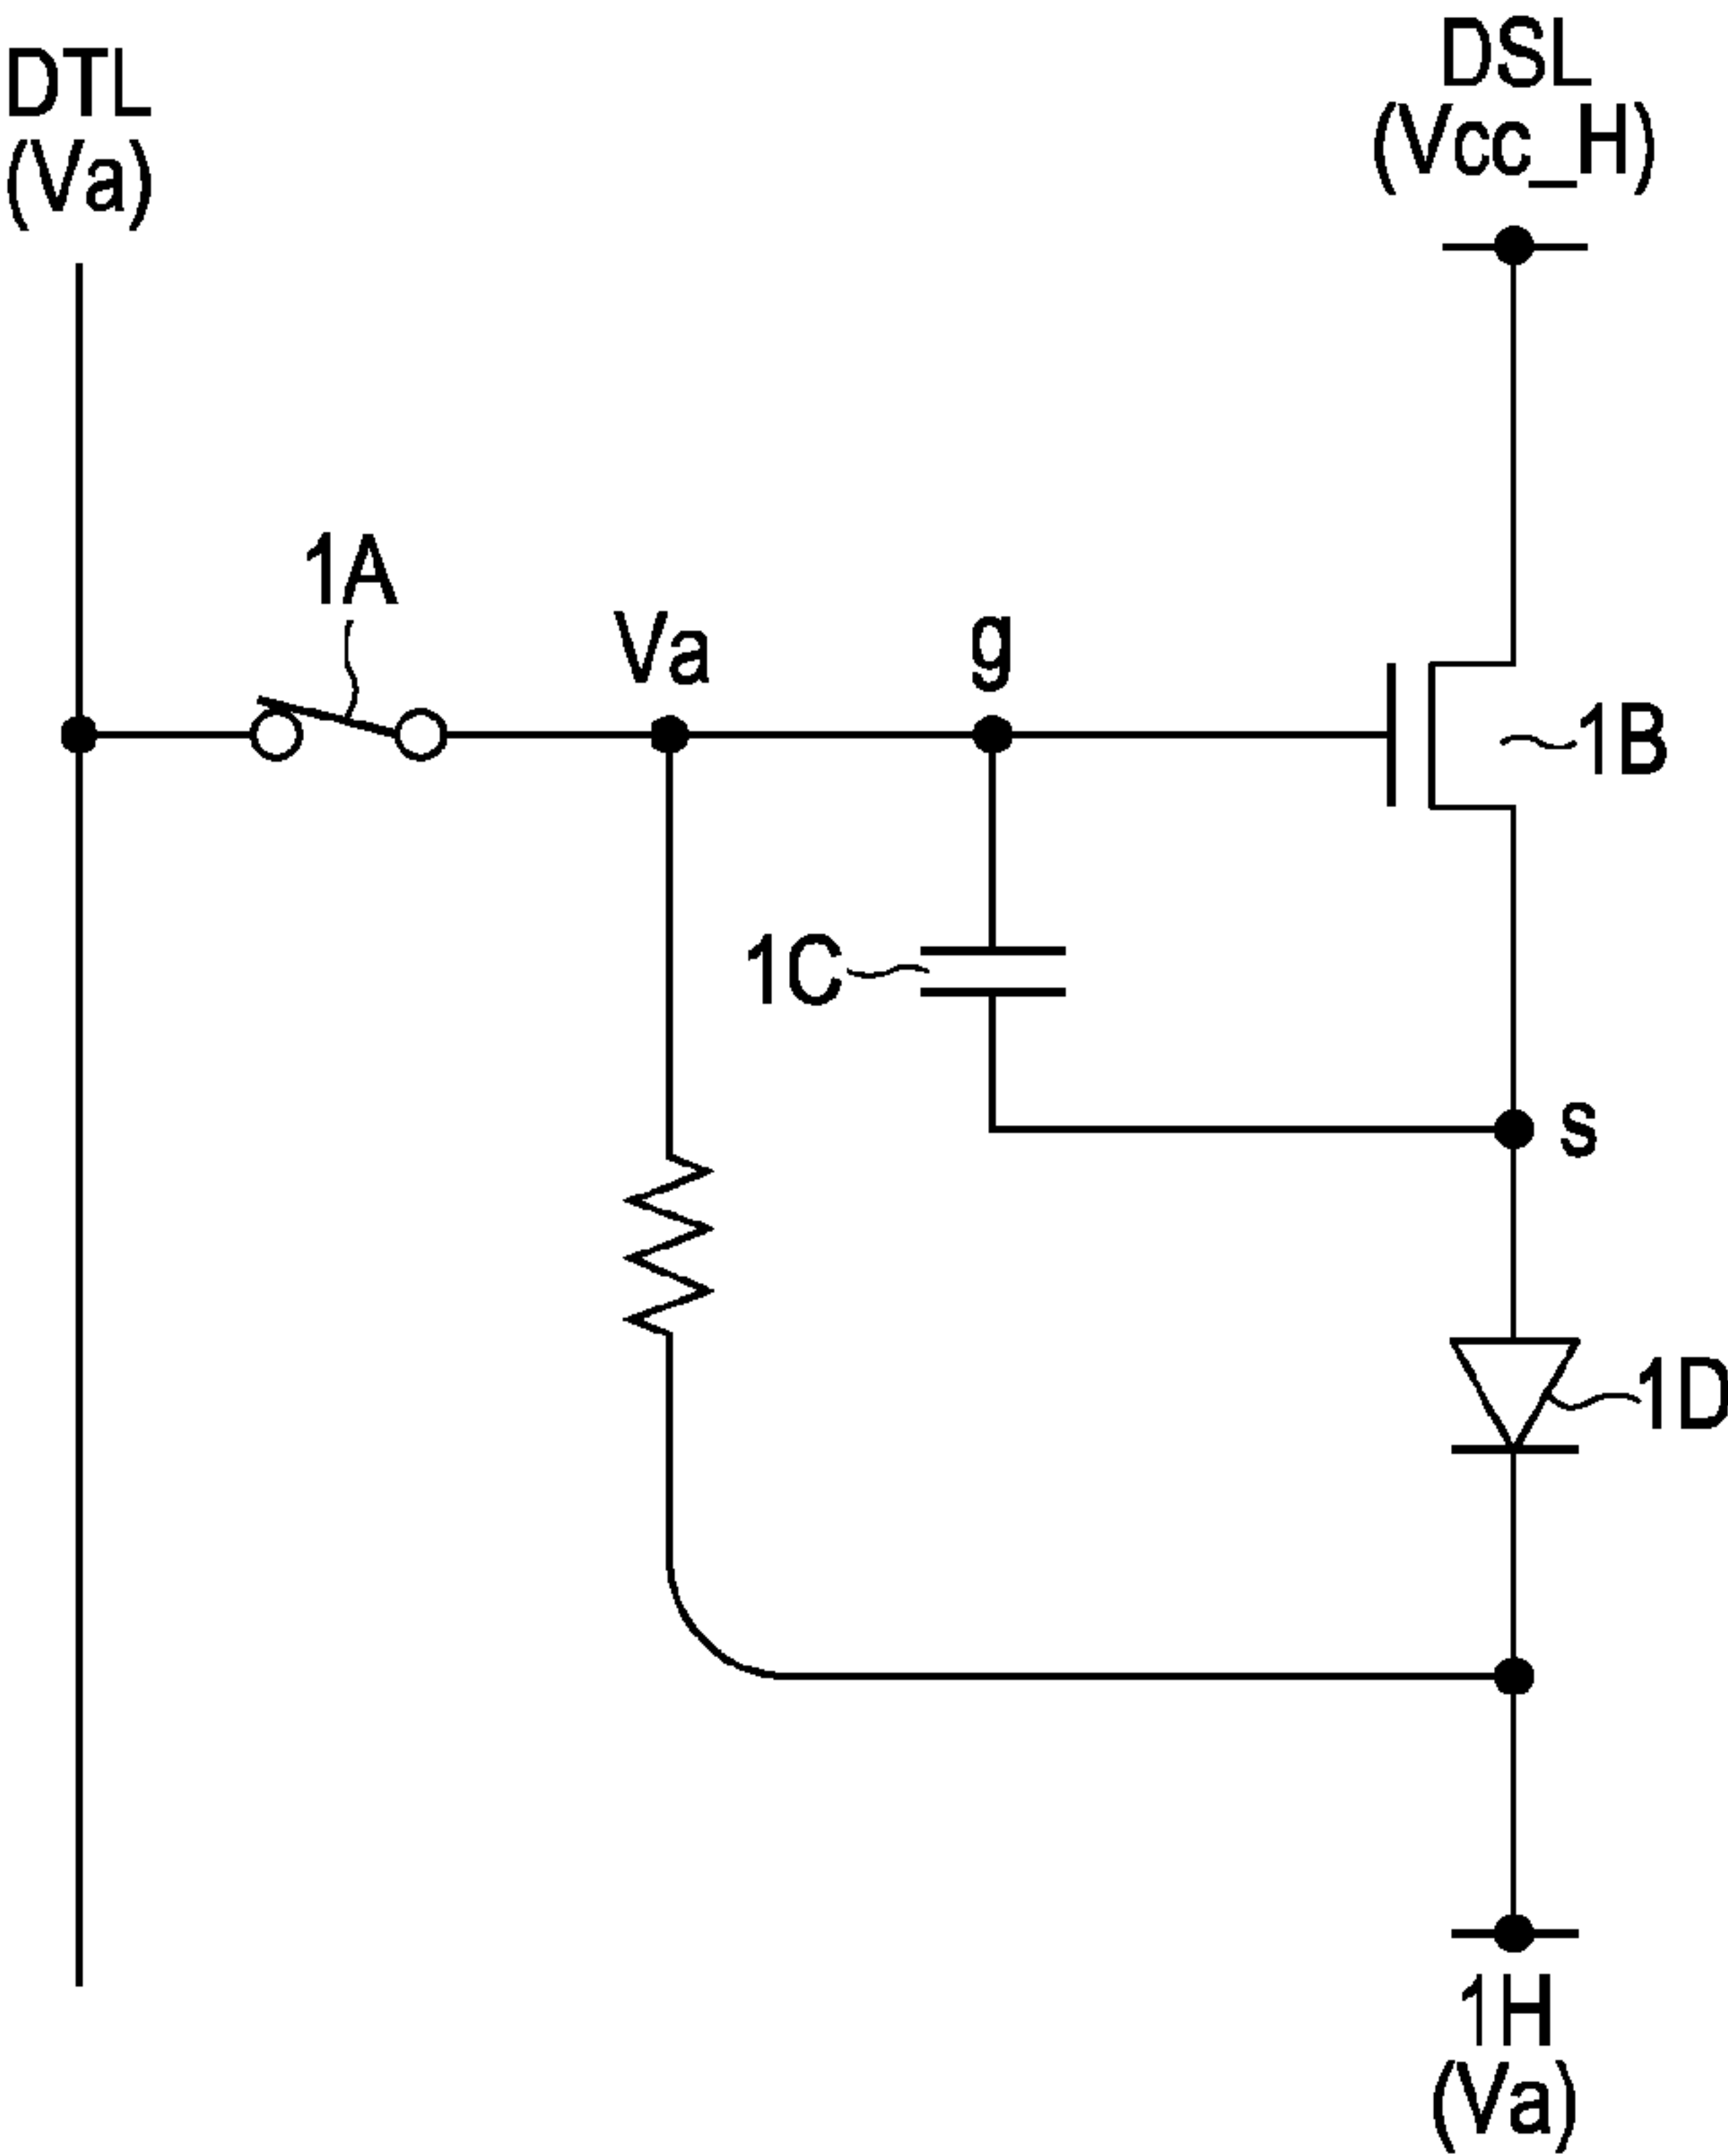 DTL
(Va)
DSL
(Vcc_H)
1A
Va
g
1B
1C
s
1D
1H
(Va)